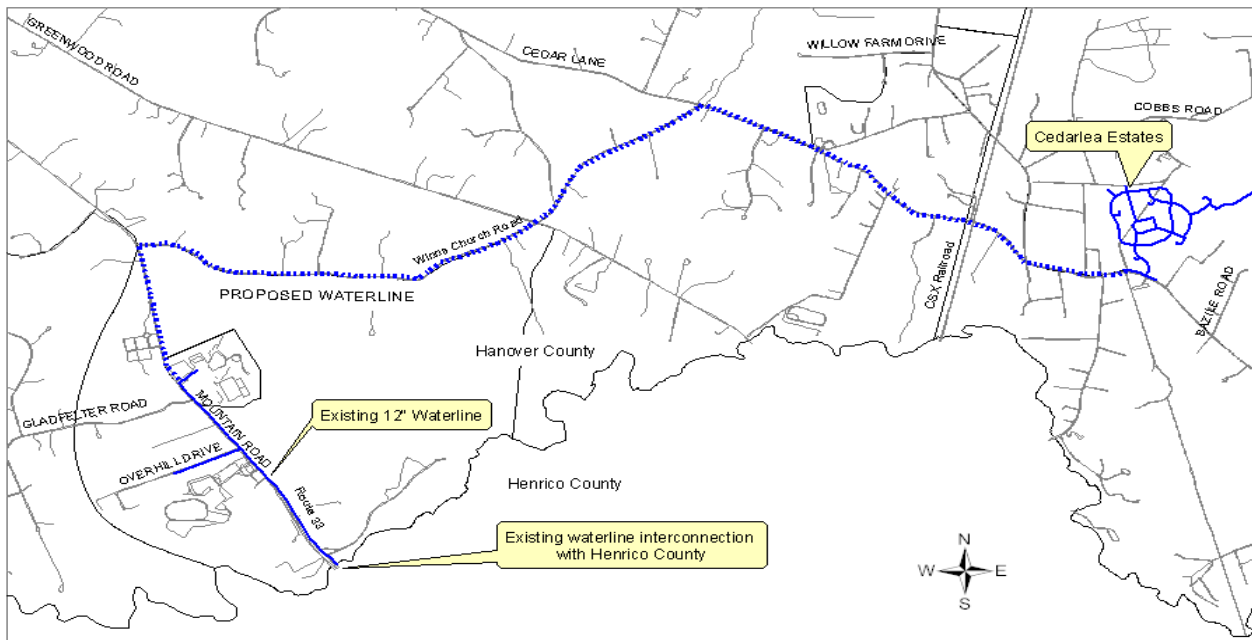 GREENWOOD ROAD
CEDAR LANE
WILLOW FARM DRIVE
COBBS ROAD
Cedarlea Estates
Winns Church Road
PROPOSED WATERLINE
CSX Railroad
BAZILE ROAD
Hanover County
GLADFELTER ROAD
MOUNTAIN ROAD
Existing 12" Waterline
OVERHILL DRIVE
Route 33
Henrico County
Existing waterline interconnection
with Henrico County
N
W
E
S